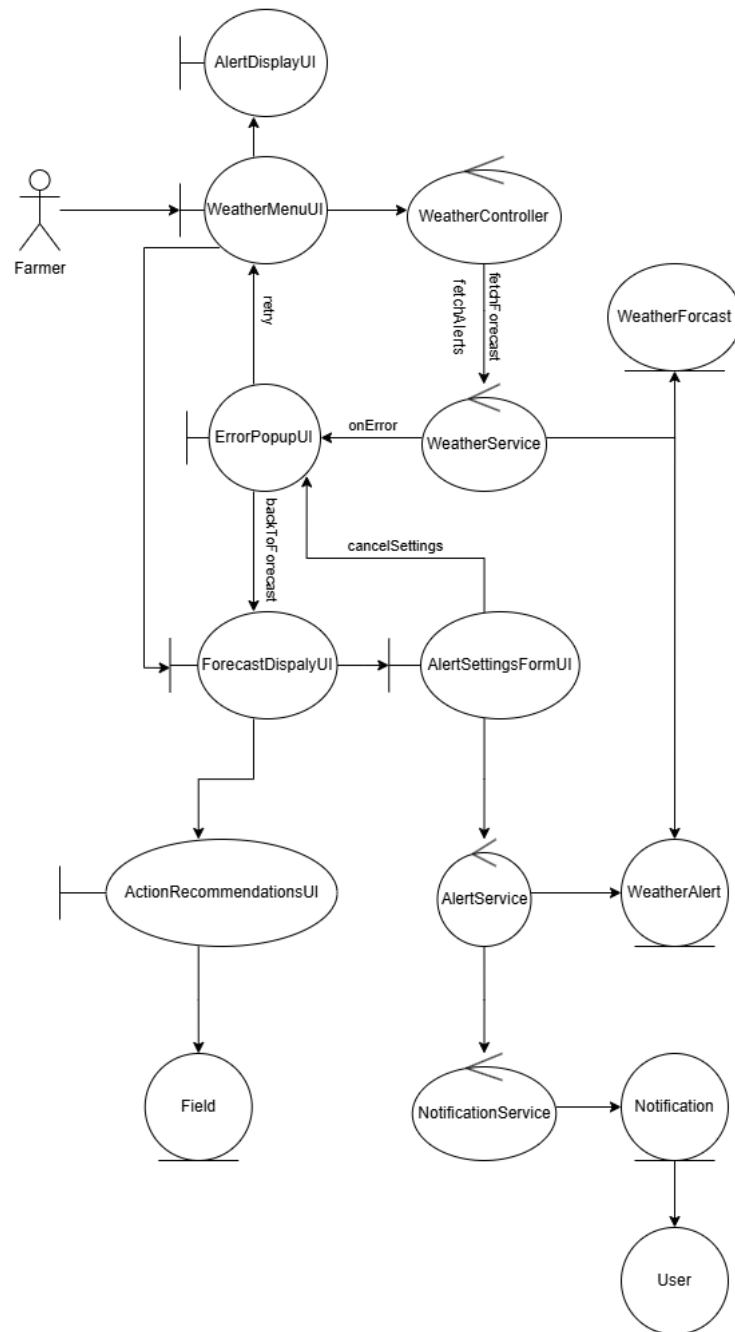 AlertDisplayUI
WeatherMenuUI
WeatherController
Farmer
retry
fetchForecast
fetchAlerts
WeatherForcast
ErrorPopupUI
onError
WeatherService
backToForecast
cancelSettings
ForecastDispalyUI
AlertSettingsFormUI
ActionRecommendationsUI
AlertService
WeatherAlert
Field
NotificationService
Notification
User